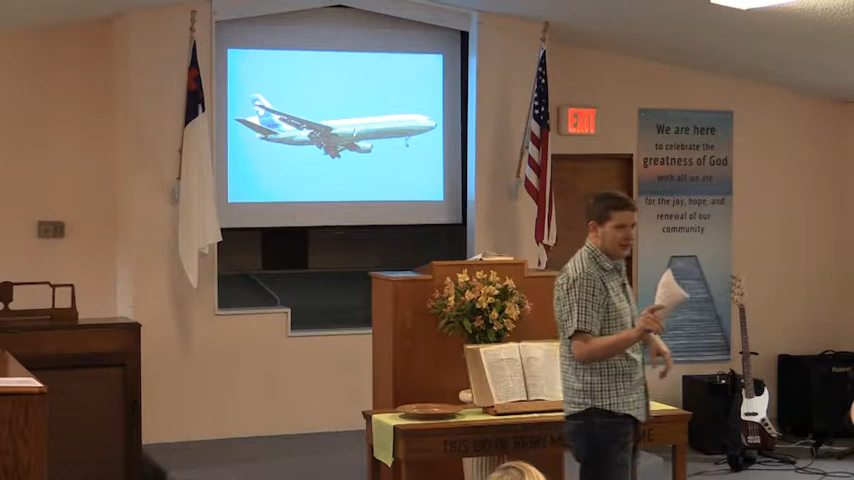 EXIT
WE ARE HERE
to celebrate the
greatness of GOD
with all we are
for the joy, hope, and
renewal of our
community.
THIS DO IN REMEM